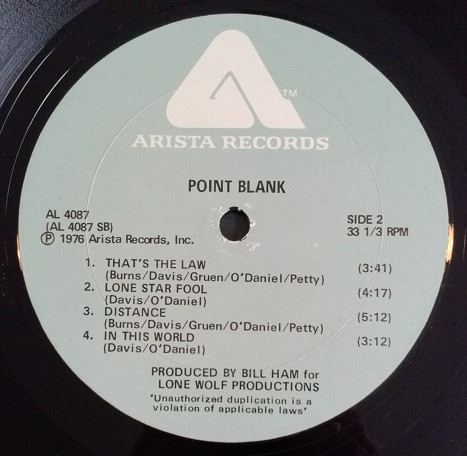 TM
ARISTA RECORDS
POINT BLANK
AL 4087
(AL 4087 SB)
Ⓟ 1976 Arista Records, Inc.
SIDE 2
33 1/3 RPM
1. THAT'S THE LAW (3:41)
(Burns/Davis/Gruen/O'Daniel/Petty)
2. LONE STAR FOOL (4:17)
(Davis/O'Daniel)
3. DISTANCE (5:12)
(Burns/Davis/Gruen/O'Daniel/Petty)
4. IN THIS WORLD (3:12)
(Davis/O'Daniel)
PRODUCED BY BILL HAM for
LONE WOLF PRODUCTIONS
'Unauthorized duplication is a
violation of applicable laws'